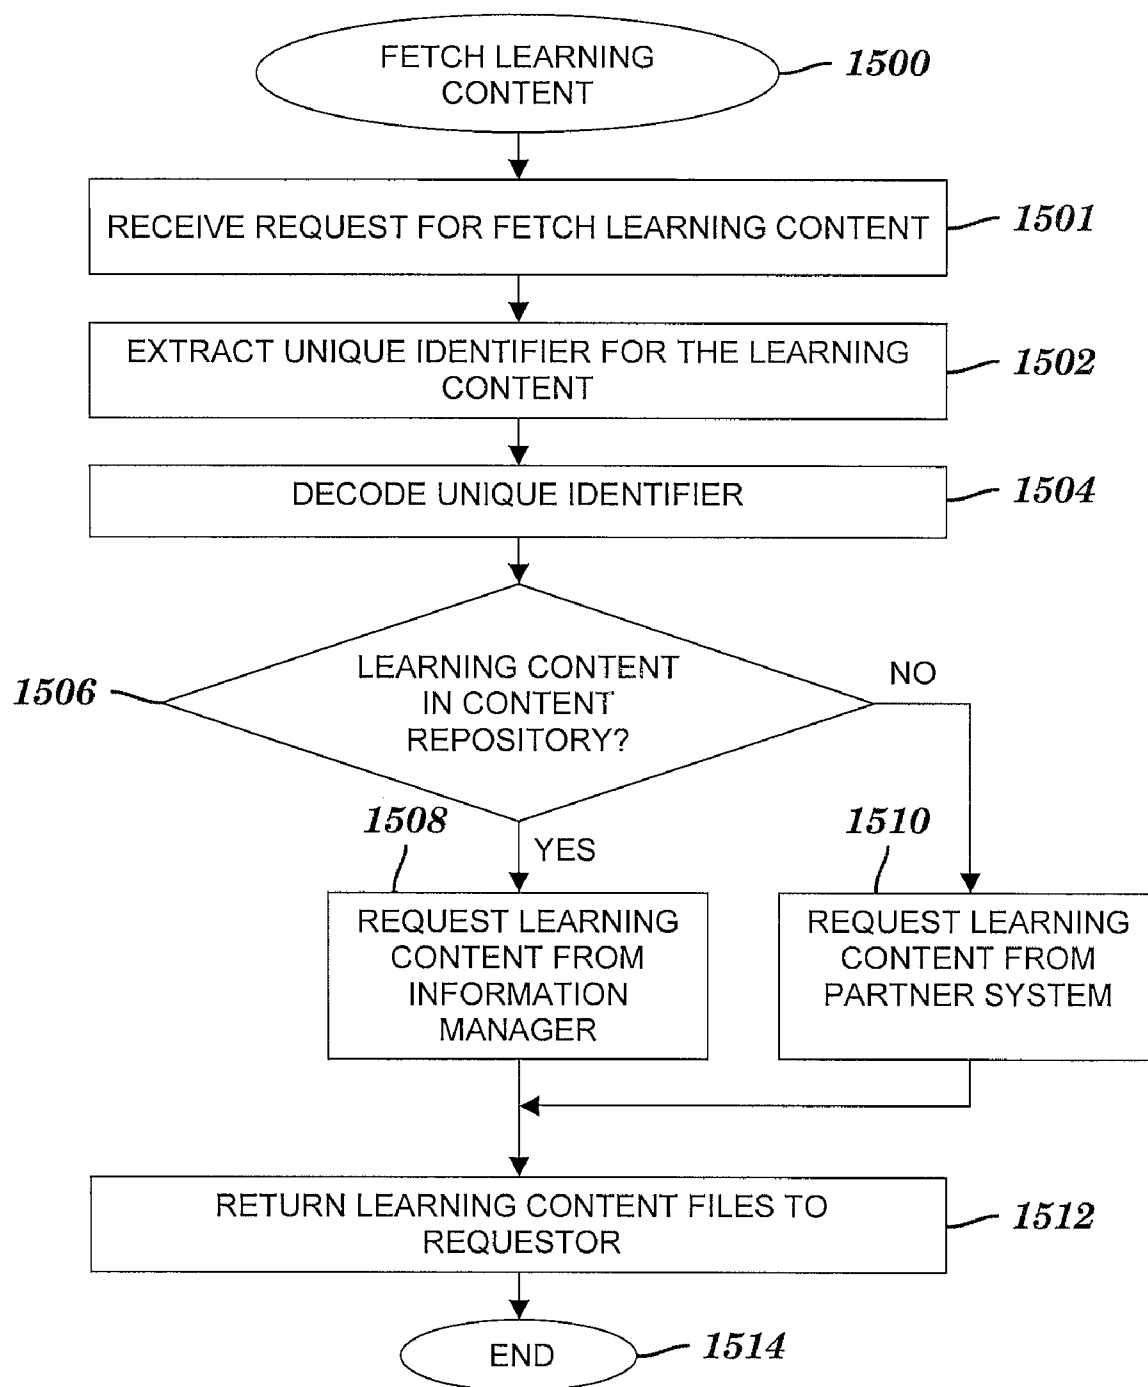 FETCH LEARNING
CONTENT
1500
RECEIVE REQUEST FOR FETCH LEARNING CONTENT
1501
EXTRACT UNIQUE IDENTIFIER FOR THE LEARNING
CONTENT
1502
DECODE UNIQUE IDENTIFIER
1504
LEARNING CONTENT
IN CONTENT
REPOSITORY?
1506
NO
YES
1508
REQUEST LEARNING
CONTENT FROM
INFORMATION
MANAGER
1510
REQUEST LEARNING
CONTENT FROM
PARTNER SYSTEM
RETURN LEARNING CONTENT FILES TO
REQUESTOR
1512
END
1514